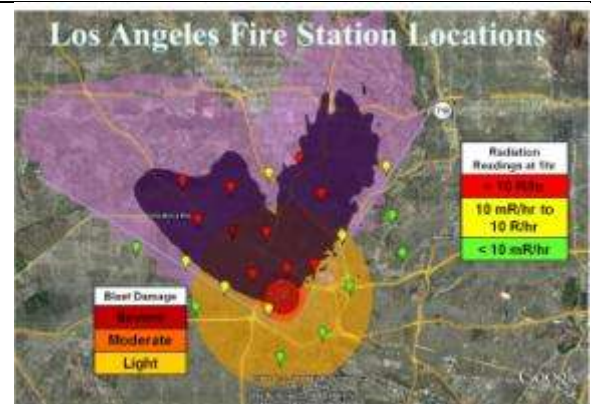 Los Angeles Fire Station Locations
Radiation
Readings at 1hr
> 10 R/hr
10 mR/hr to
10 R/hr
< 10 mR/hr
Blast Damage
Severe
Moderate
Light
Google